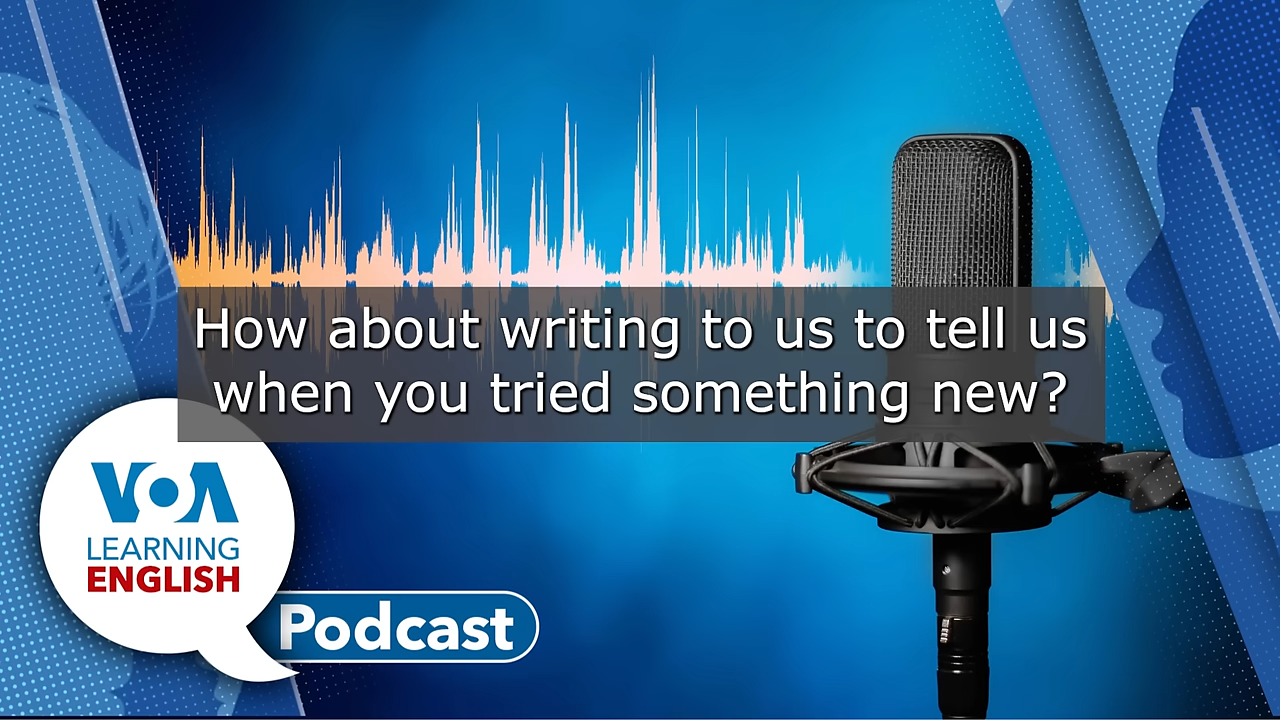 How about writing to us to tell us
when you tried something new?
VOA
LEARNING
ENGLISH
Podcast